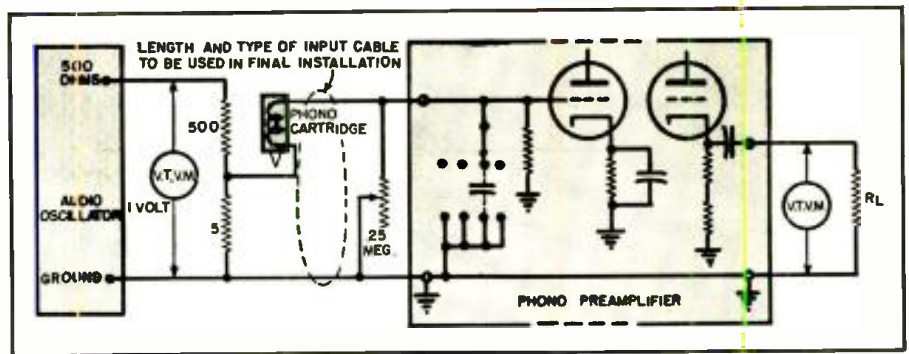 LENGTH AND TYPE OF INPUT CABLE
TO BE USED IN FINAL INSTALLATION
500
OHMS
500
PHONO
CARTRIDGE
V.T.V.M.
1 VOLT
AUDIO
OSCILLATOR
5
25
MEG.
V.T.V.M.
RL
GROUND
PHONO PREAMPLIFIER